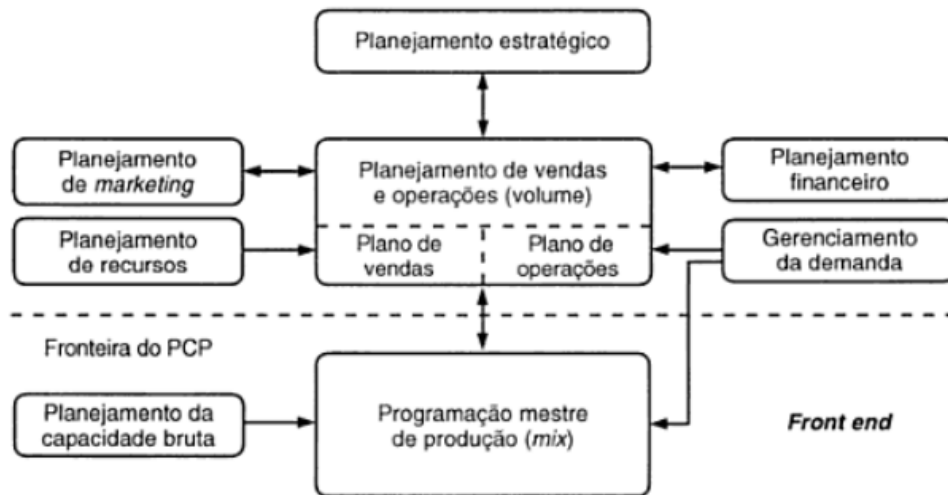 Planejamento estratégico
Planejamento
de marketing
Planejamento de vendas
e operações (volume)
Planejamento
financeiro
Planejamento
de recursos
Plano de
vendas
Plano de
operações
Gerenciamento
da demanda
Fronteira do PCP
Planejamento da
capacidade bruta
Programação mestre
de produção (mix)
Front end